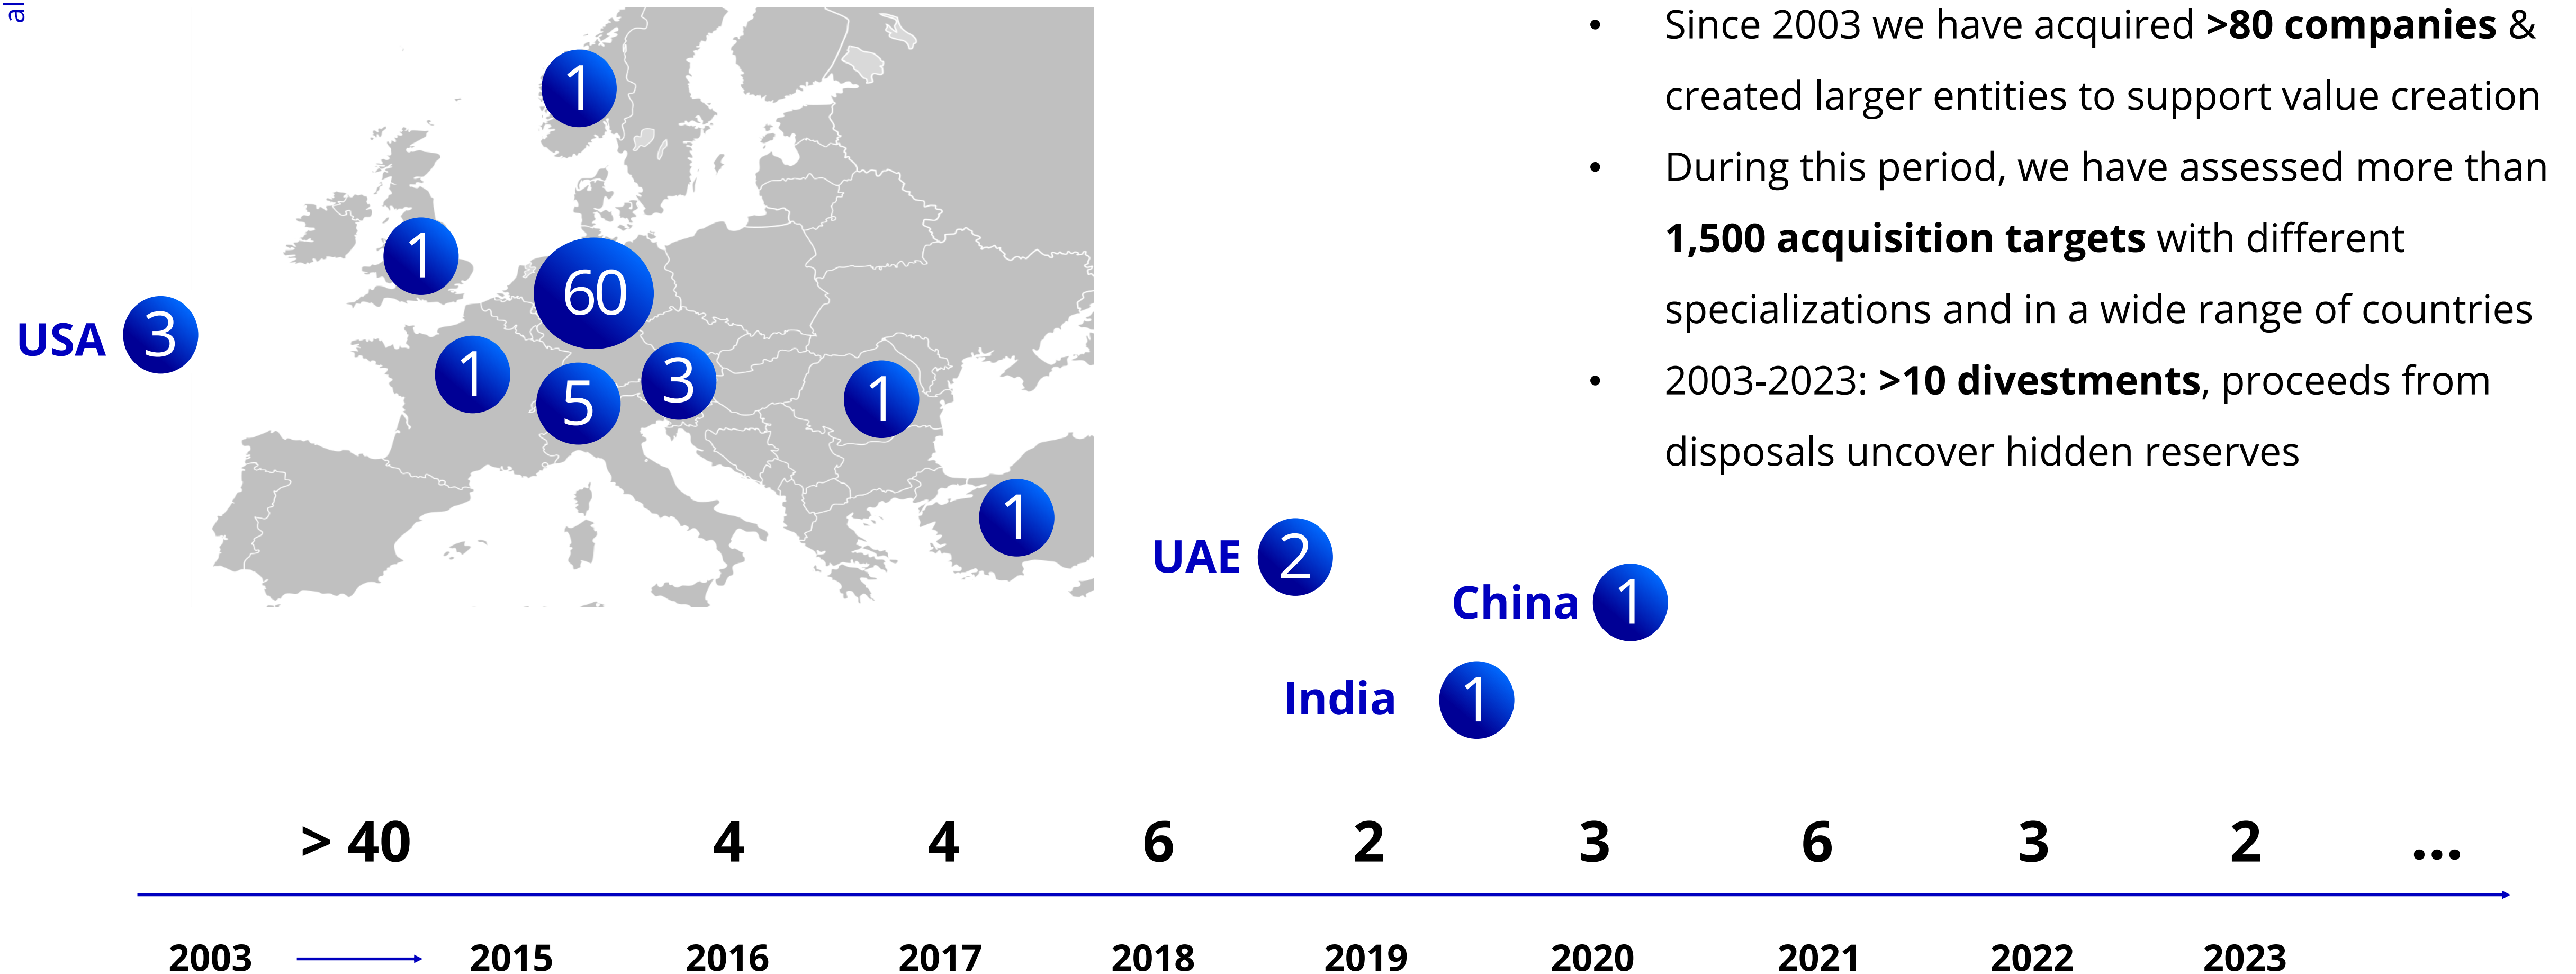 al
• Since 2003 we have acquired >80 companies &
created larger entities to support value creation
• During this period, we have assessed more than
1,500 acquisition targets with different
specializations and in a wide range of countries
• 2003-2023: >10 divestments, proceeds from
disposals uncover hidden reserves
1
1
60
USA 3
1
5
3
1
1
UAE 2
China 1
India 1
> 40 4 4 6 2 3 6 3 2 ...
2003 2015 2016 2017 2018 2019 2020 2021 2022 2023